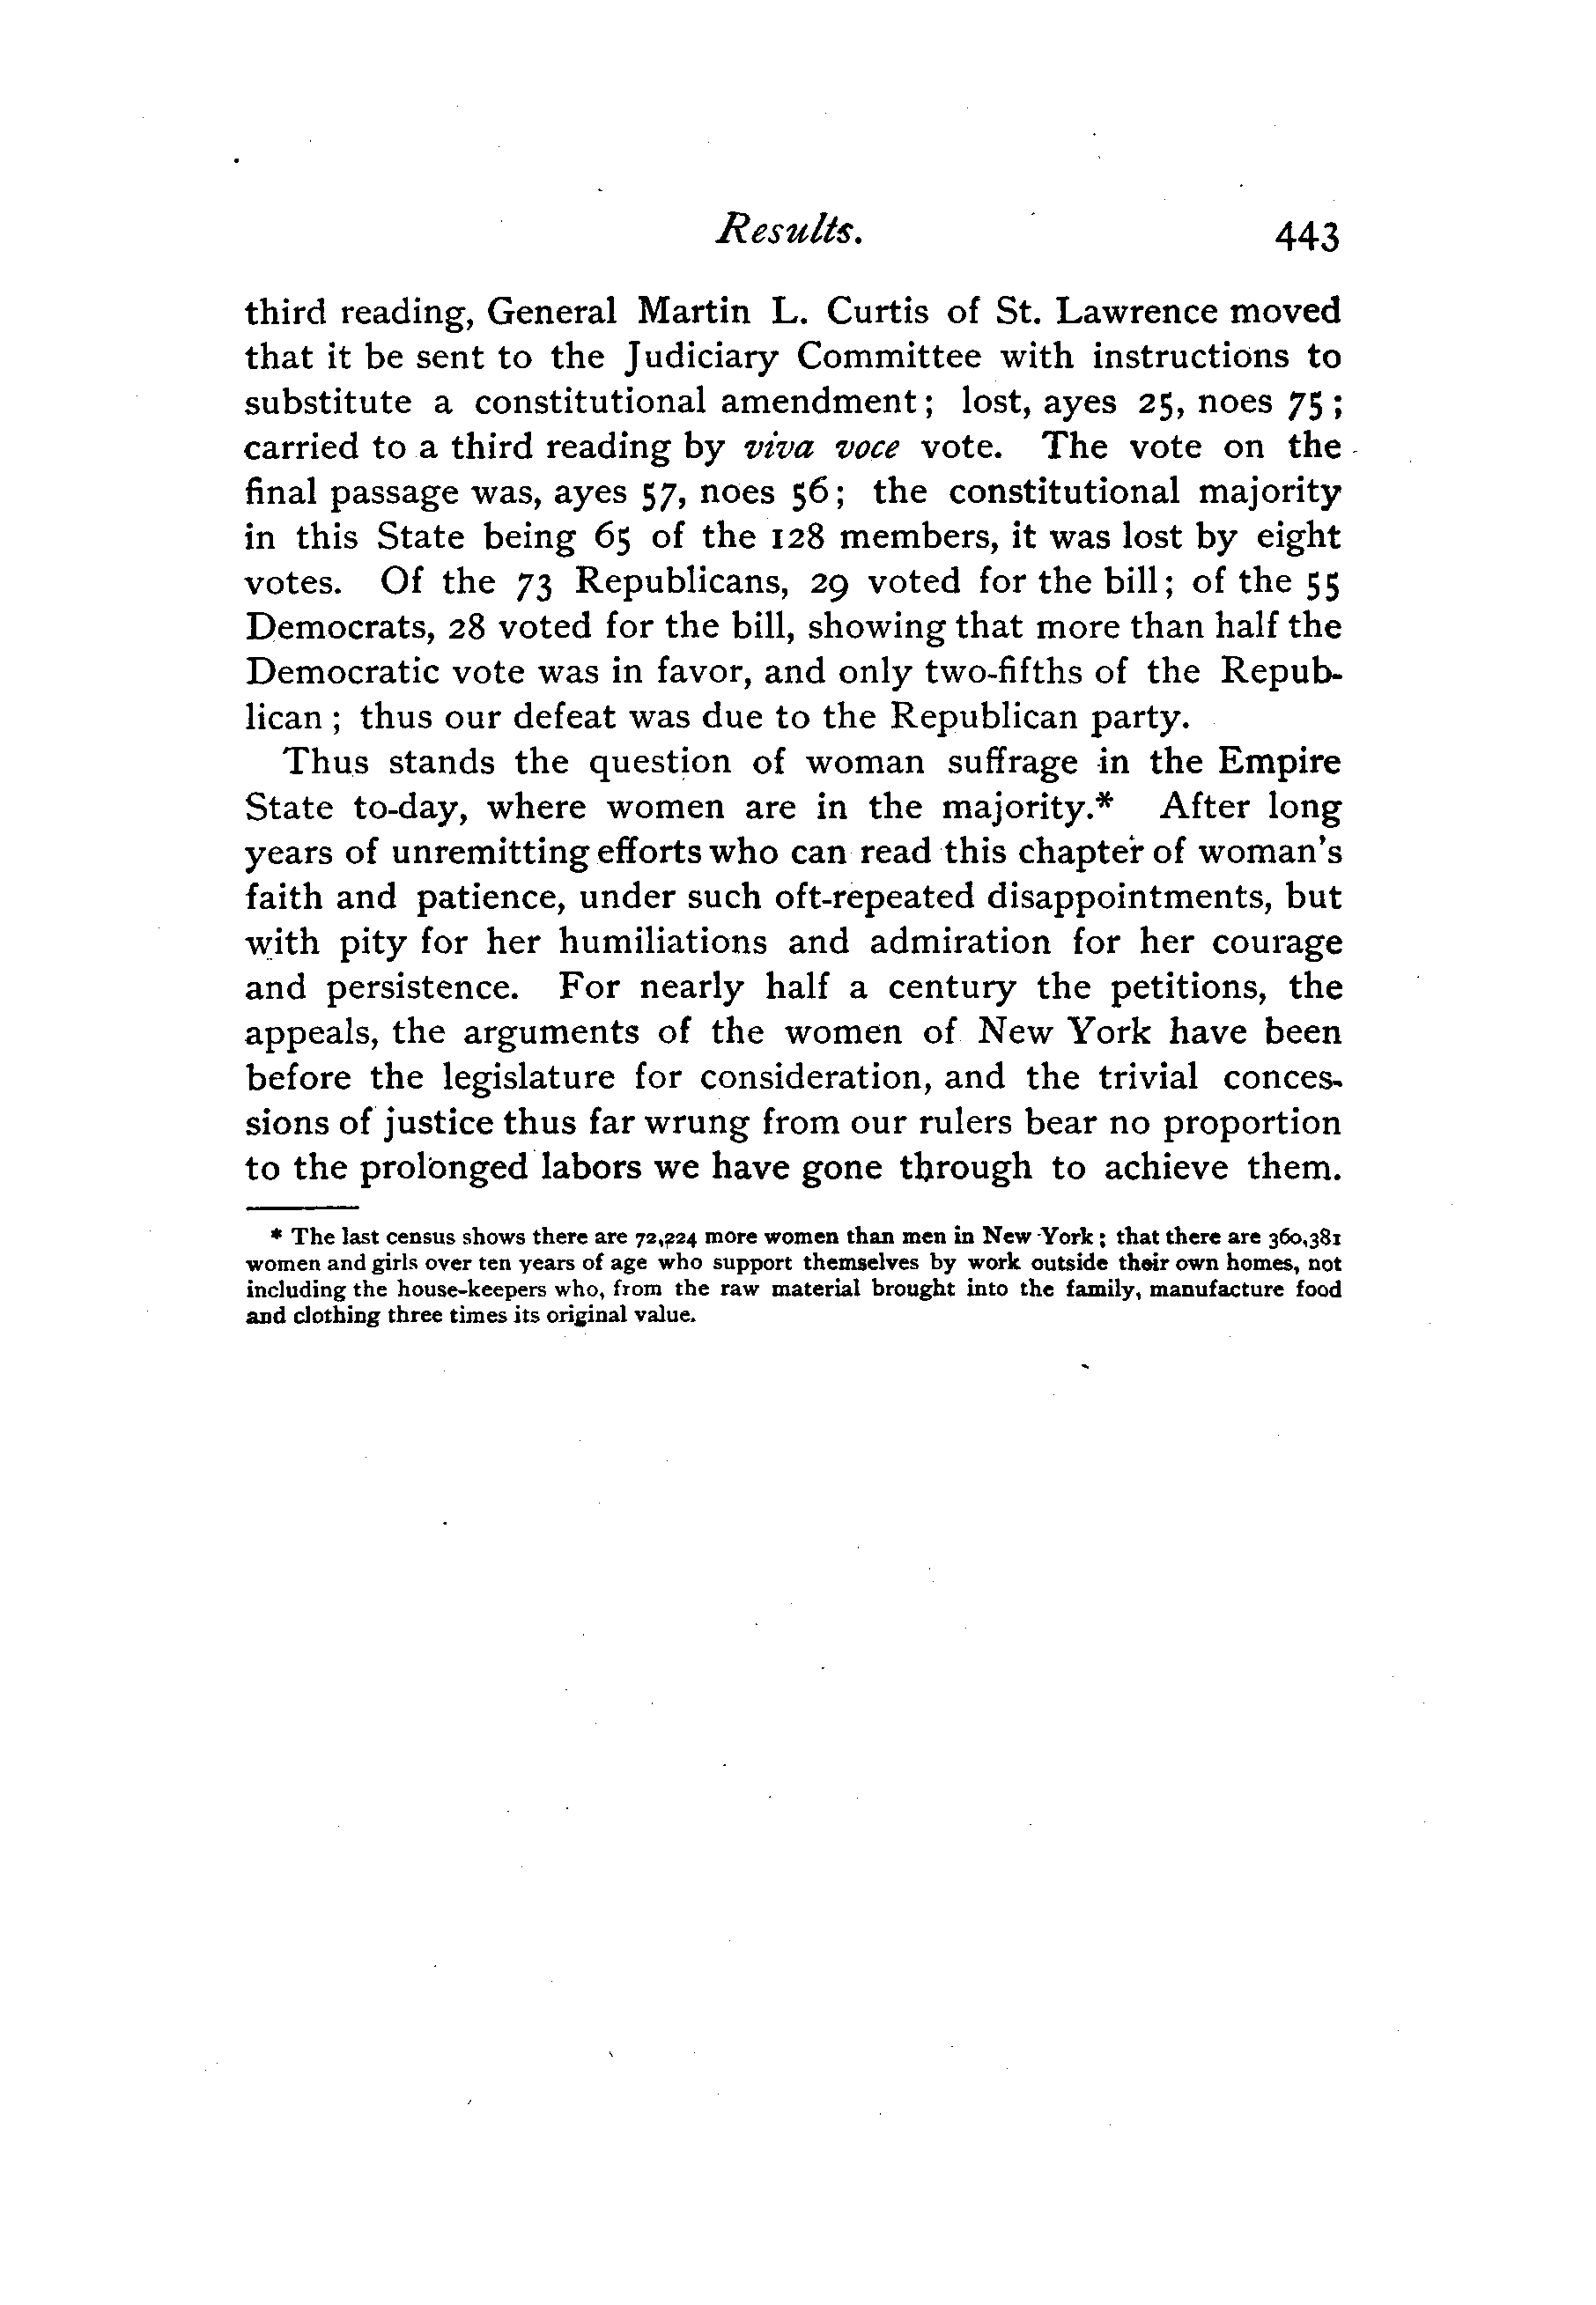 Results. 443
third reading, General Martin L. Curtis of St. Lawrence moved
that it be sent to the Judiciary Committee with instructions to
substitute a constitutional amendment; lost, ayes 25, noes 75;
carried to a third reading by viva voce vote. The vote on the
final passage was, ayes 57, noes 56; the constitutional majority
in this State being 65 of the 128 members, it was lost by eight
votes. Of the 73 Republicans, 29 voted for the bill; of the 55
Democrats, 28 voted for the bill, showing that more than half the
Democratic vote was in favor, and only two-fifths of the Repub-
lican; thus our defeat was due to the Republican party.
Thus stands the question of woman suffrage in the Empire
State to-day, where women are in the majority.* After long
years of unremitting efforts who can read this chapter of woman's
faith and patience, under such oft-repeated disappointments, but
with pity for her humiliations and admiration for her courage
and persistence. For nearly half a century the petitions, the
appeals, the arguments of the women of New York have been
before the legislature for consideration, and the trivial conces-
sions of justice thus far wrung from our rulers bear no proportion
to the prolonged labors we have gone through to achieve them.
* The last census shows there are 72,224 more women than men in New York; that there are 360,381
women and girls over ten years of age who support themselves by work outside their own homes, not
including the house-keepers who, from the raw material brought into the family, manufacture food
and clothing three times its original value.